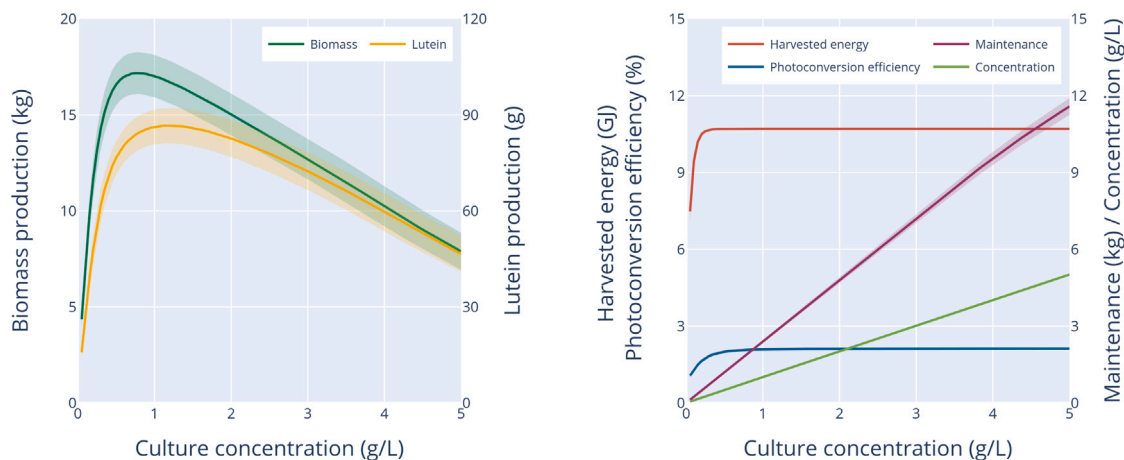 20
15
10
5
0
Biomass production (kg)
Biomass
Lutein
120
90
60
30
0
Lutein production (g)
0
1
2
3
4
5
Culture concentration (g/L)
15
12
9
6
3
0
Harvested energy (GJ)
Photoconversion efficiency (%)
Harvested energy
Maintenance
Photoconversion efficiency
Concentration
15
12
9
6
3
0
Maintenance (kg) / Concentration (g/L)
0
1
2
3
4
5
Culture concentration (g/L)